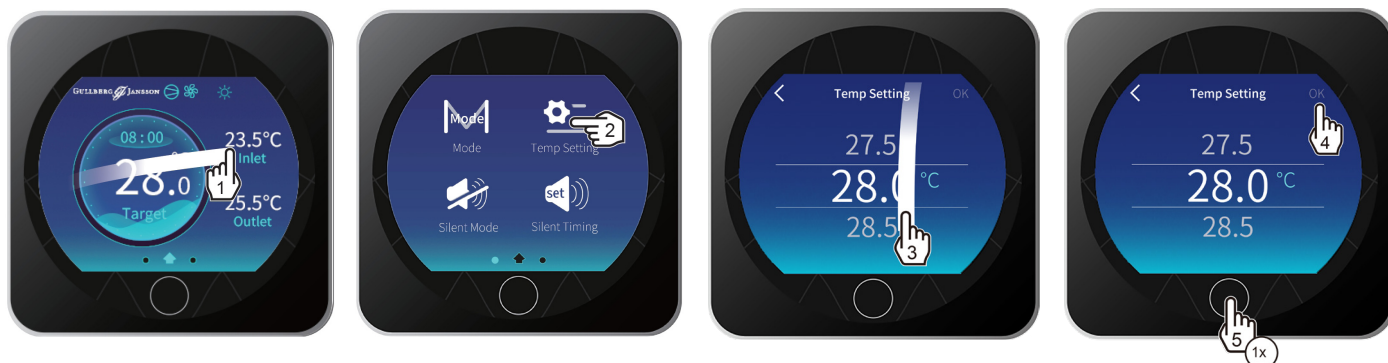 GULLBERG JANSSON
08:00
28.0
Target
23.5°C
Inlet
25.5°C
Outlet
1
Mode
Mode
2
Temp Setting
Silent Mode
set
Silent Timing
Temp Setting
OK
27.5
28.0
28.5
3
Temp Setting
OK
4
27.5
28.0 °C
28.5
5
1x